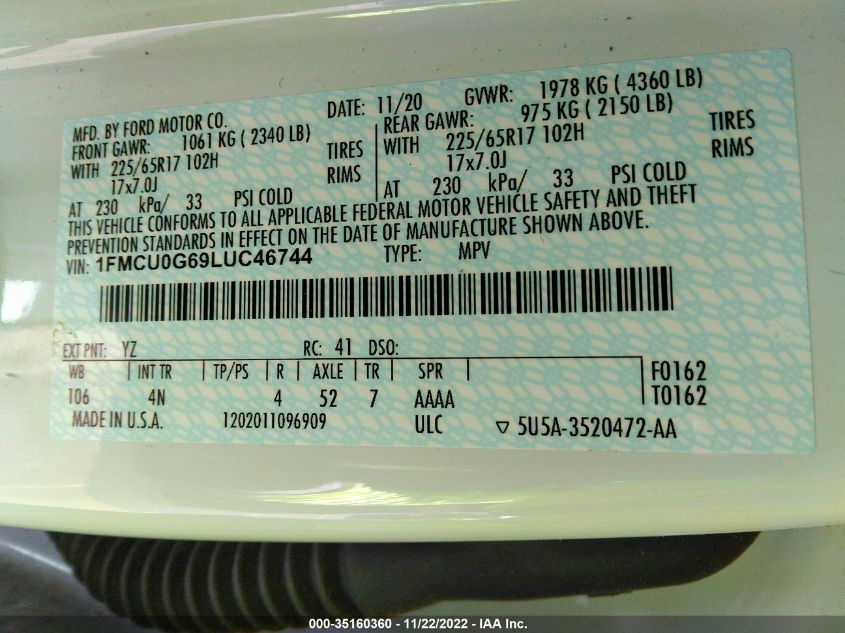 MFD. BY FORD MOTOR CO. DATE: 11/20 GVWR: 1978 KG ( 4360 LB)
FRONT GAWR: 1061 KG ( 2340 LB) REAR GAWR: 975 KG ( 2150 LB)
WITH 225/65R17 102H TIRES WITH 225/65R17 102H TIRES
17x7.0J RIMS 17x7.0J RIMS
AT 230 kPa/ 33 PSI COLD AT 230 kPa/ 33 PSI COLD
THIS VEHICLE CONFORMS TO ALL APPLICABLE FEDERAL MOTOR VEHICLE SAFETY AND THEFT
PREVENTION STANDARDS IN EFFECT ON THE DATE OF MANUFACTURE SHOWN ABOVE.
VIN: 1FMCU0G69LUC46744 TYPE: MPV
EXT PNT: YZ RC: 41 DSO:
WB INT TR TP/PS R AXLE TR SPR F0162
106 4N 4 52 7 AAAA T0162
MADE IN U.S.A. 1202011096909 ULC ▽ 5U5A-3520472-AA
000-35160360 - 11/22/2022 - IAA Inc.